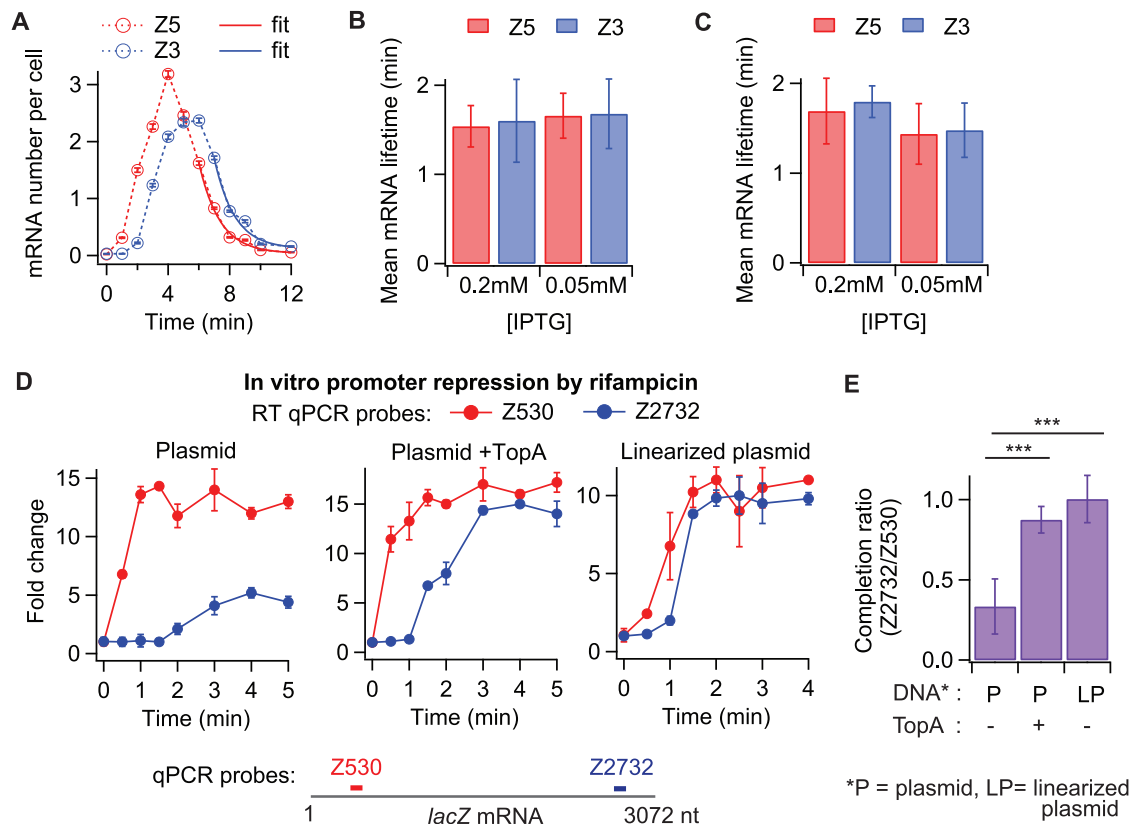 A
Z5 fit
Z3 fit
mRNA number per cell
3
2
1
0
0 4 8 12
Time (min)
B
Z5 Z3
Mean mRNA lifetime (min)
2
1
0
0.2mM 0.05mM
[IPTG]
C
Z5 Z3
Mean mRNA lifetime (min)
2
1
0
0.2mM 0.05mM
[IPTG]
D
In vitro promoter repression by rifampicin
RT qPCR probes: Z530 Z2732
Plasmid
Fold change
15
10
5
0
0 1 2 3 4 5
Time (min)
Plasmid +TopA
15
10
5
0
0 1 2 3 4 5
Time (min)
Linearized plasmid
10
5
0
0 1 2 3 4
Time (min)
qPCR probes:
Z530 Z2732
1 lacZ mRNA 3072 nt
E
***
***
Completion ratio
(Z2732/Z530)
1.0
0.5
0.0
DNA* : P P LP
TopA : - + -
*P = plasmid, LP= linearized
plasmid